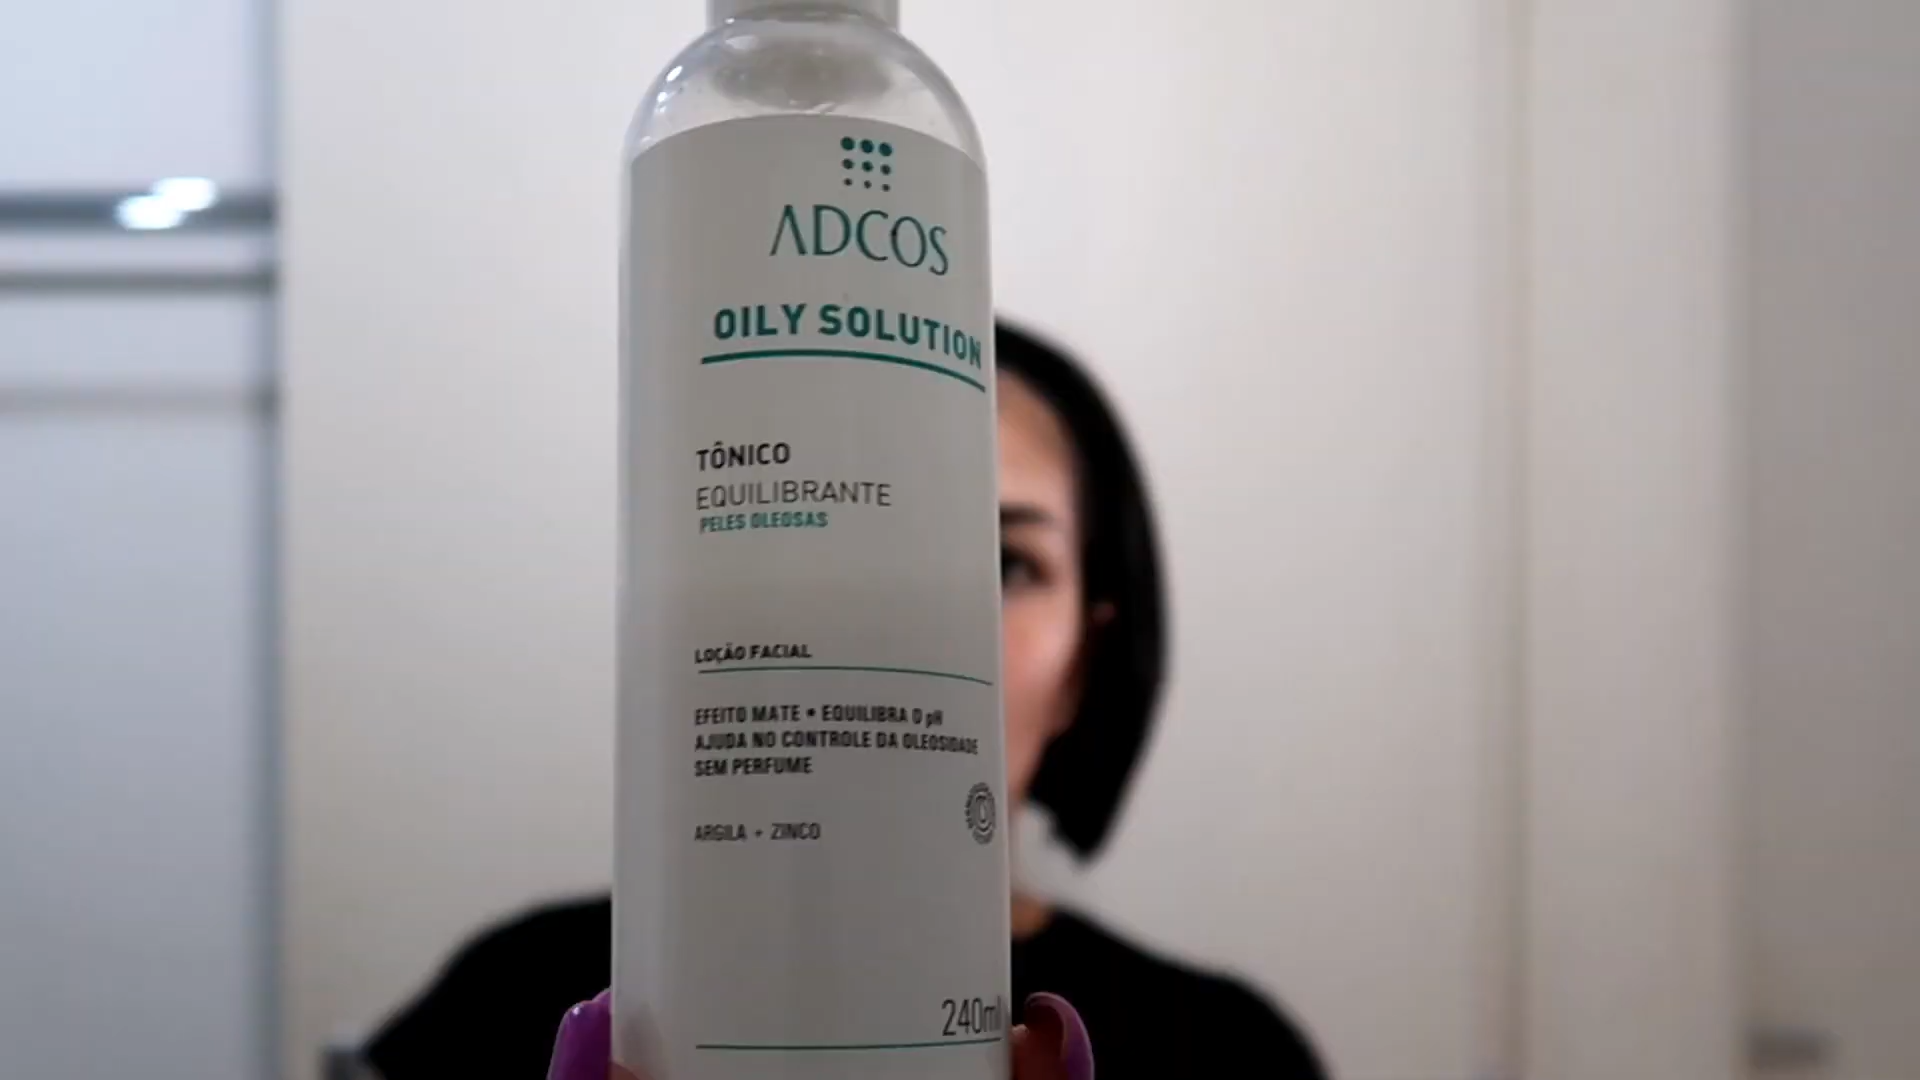 ADCOS
OILY SOLUTION
TÔNICO
EQUILIBRANTE
PELES OLEOSAS
LOÇÃO FACIAL
EFEITO MATE • EQUILIBRA O pH
AJUDA NO CONTROLE DA OLEOSIDADE
SEM PERFUME
ARGILA + ZINCO
240ml